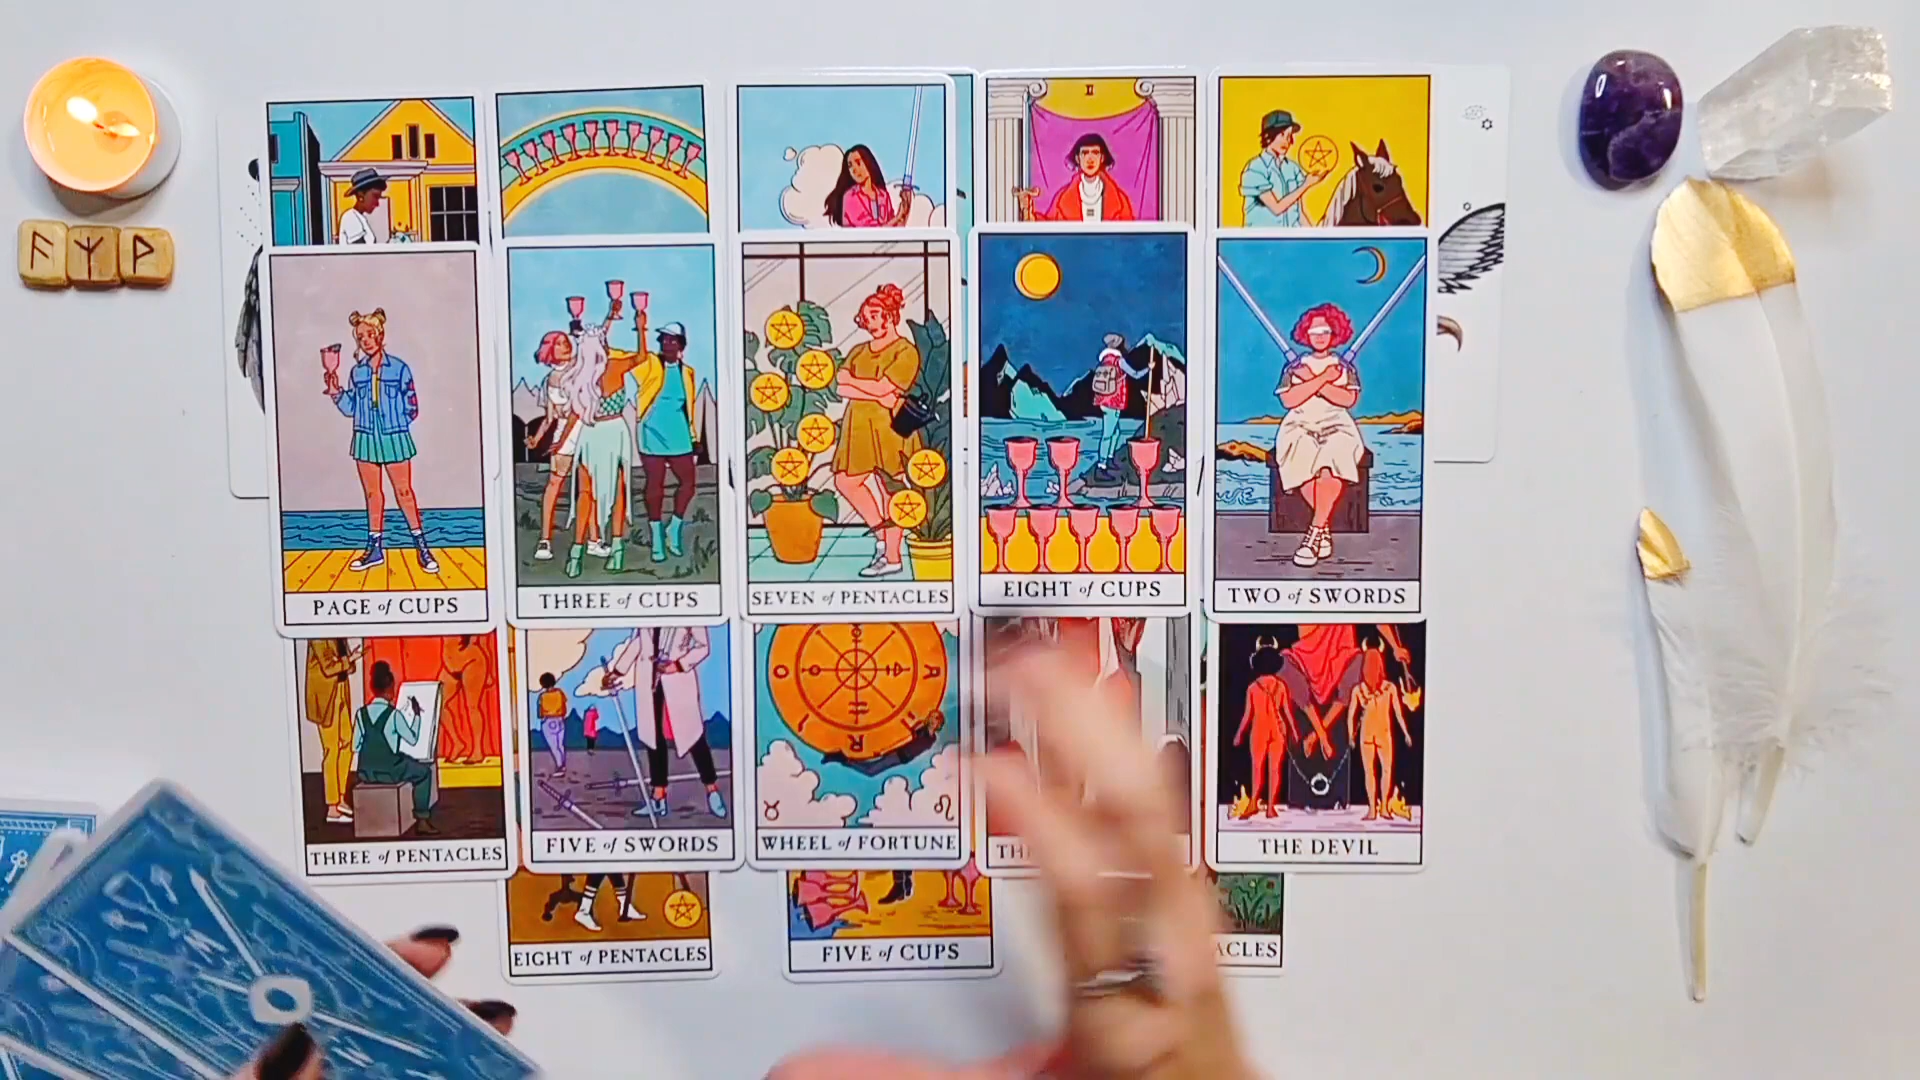 II
ᚨ ᛉ ᚹ
PAGE of CUPS
THREE of CUPS
SEVEN of PENTACLES
EIGHT of CUPS
TWO of SWORDS
THREE of PENTACLES
FIVE of SWORDS
WHEEL of FORTUNE
THE DEVIL
EIGHT of PENTACLES
FIVE of CUPS